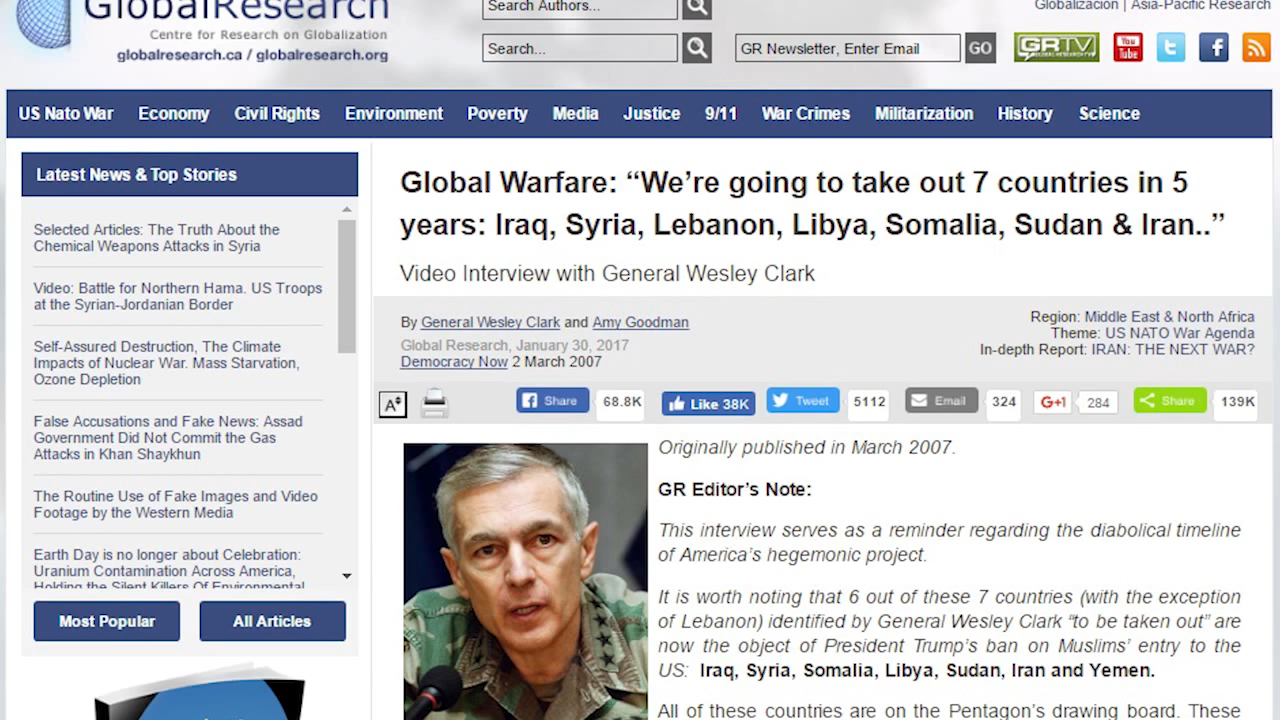 GlobalResearch
Centre for Research on Globalization
globalresearch.ca / globalresearch.org
Search Authors...
Search...
GR Newsletter, Enter Email
GO
Globalización | Asia-Pacific Research
GRTV
You
Tube
US Nato War Economy Civil Rights Environment Poverty Media Justice 9/11 War Crimes Militarization History Science
Latest News & Top Stories
Selected Articles: The Truth About the
Chemical Weapons Attacks in Syria
Video: Battle for Northern Hama. US Troops
at the Syrian-Jordanian Border
Self-Assured Destruction, The Climate
Impacts of Nuclear War. Mass Starvation,
Ozone Depletion
False Accusations and Fake News: Assad
Government Did Not Commit the Gas
Attacks in Khan Shaykhun
The Routine Use of Fake Images and Video
Footage by the Western Media
Earth Day is no longer about Celebration:
Uranium Contamination Across America,
Holding the Silent Killers Of Environmental
Most Popular
All Articles
Global Warfare: “We’re going to take out 7 countries in 5
years: Iraq, Syria, Lebanon, Libya, Somalia, Sudan & Iran..”
Video Interview with General Wesley Clark
By General Wesley Clark and Amy Goodman
Global Research, January 30, 2017
Democracy Now 2 March 2007
Region: Middle East & North Africa
Theme: US NATO War Agenda
In-depth Report: IRAN: THE NEXT WAR?
A Share 68.8K Like 38K Tweet 5112 Email 324 G+1 284 Share 139K
Originally published in March 2007.
GR Editor’s Note:
This interview serves as a reminder regarding the diabolical timeline
of America’s hegemonic project.
It is worth noting that 6 out of these 7 countries (with the exception
of Lebanon) identified by General Wesley Clark “to be taken out” are
now the object of President Trump’s ban on Muslims’ entry to the
US: Iraq, Syria, Somalia, Libya, Sudan, Iran and Yemen.
All of these countries are on the Pentagon’s drawing board. These